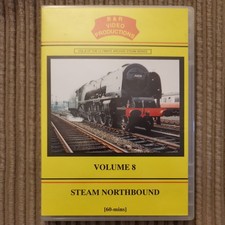 B & R
VIDEO
PRODUCTIONS
VOLUME 8
STEAM NORTHBOUND
[60-mins]